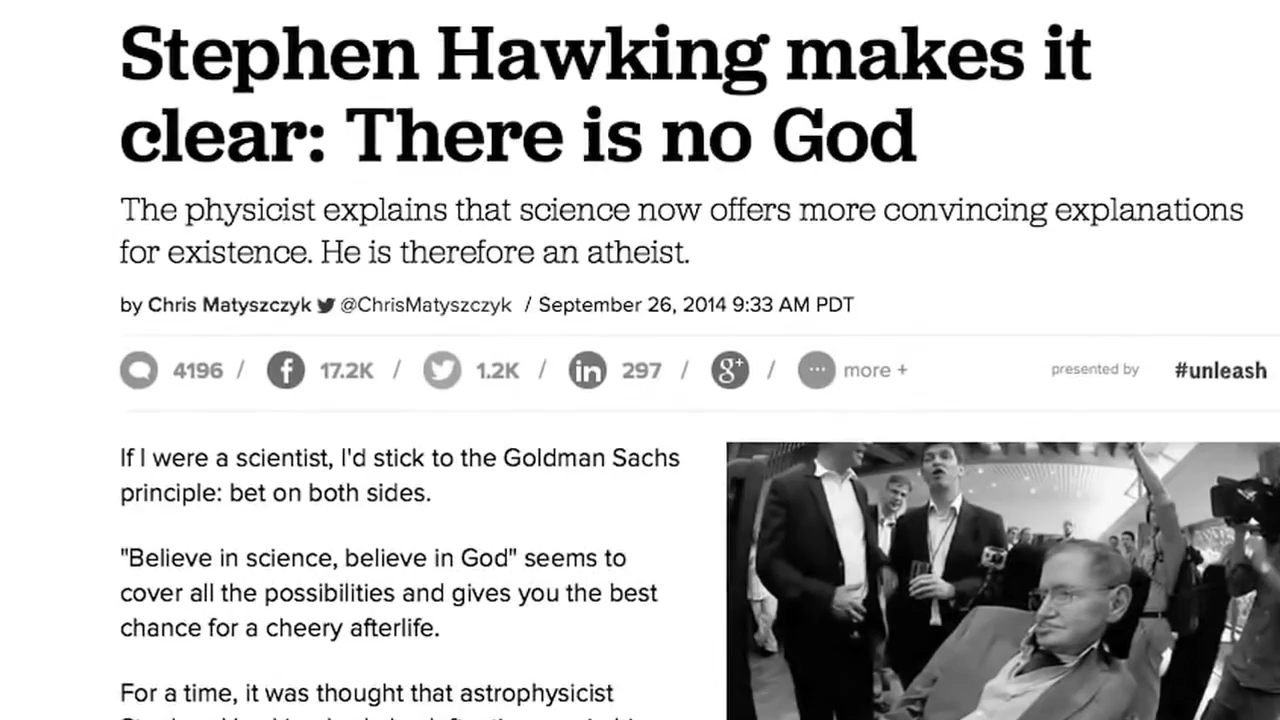 Stephen Hawking makes it
clear: There is no God
The physicist explains that science now offers more convincing explanations
for existence. He is therefore an atheist.
by Chris Matyszczyk @ChrisMatyszczyk / September 26, 2014 9:33 AM PDT
4196 / f 17.2K / 1.2K / in 297 / g+ / more + presented by #unleash
If I were a scientist, I'd stick to the Goldman Sachs
principle: bet on both sides.
"Believe in science, believe in God" seems to
cover all the possibilities and gives you the best
chance for a cheery afterlife.
For a time, it was thought that astrophysicist